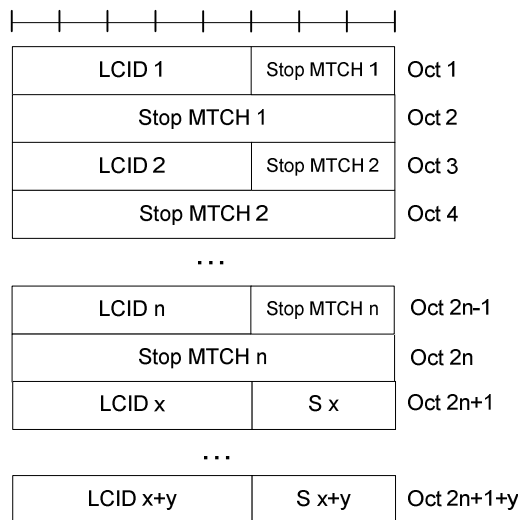 LCID 1 Stop MTCH 1 Oct 1
Stop MTCH 1 Oct 2
LCID 2 Stop MTCH 2 Oct 3
Stop MTCH 2 Oct 4
...
LCID n Stop MTCH n Oct 2n-1
Stop MTCH n Oct 2n
LCID x S x Oct 2n+1
...
LCID x+y S x+y Oct 2n+1+y